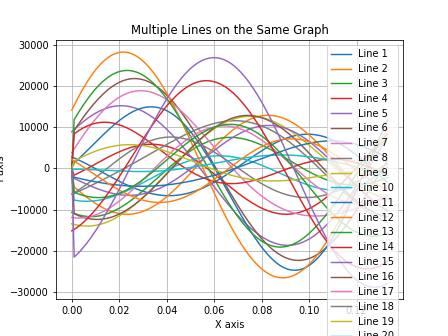 Multiple Lines on the Same Graph
30000
20000
10000
0
−10000
−20000
−30000
0.00
0.02
0.04
0.06
0.08
0.10
X axis
Line 1
Line 2
Line 3
Line 4
Line 5
Line 6
Line 7
Line 8
Line 9
Line 10
Line 11
Line 12
Line 13
Line 14
Line 15
Line 16
Line 17
Line 18
Line 19
Line 20